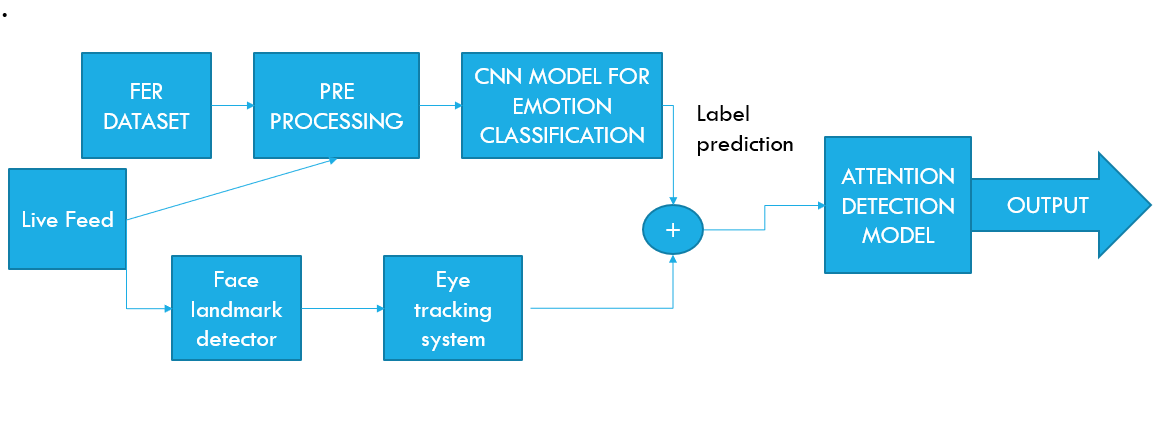 .
FER
DATASET
PRE
PROCESSING
CNN MODEL FOR
EMOTION
CLASSIFICATION
Label
prediction
Live Feed
Face
landmark
detector
Eye
tracking
system
+
ATTENTION
DETECTION
MODEL
OUTPUT